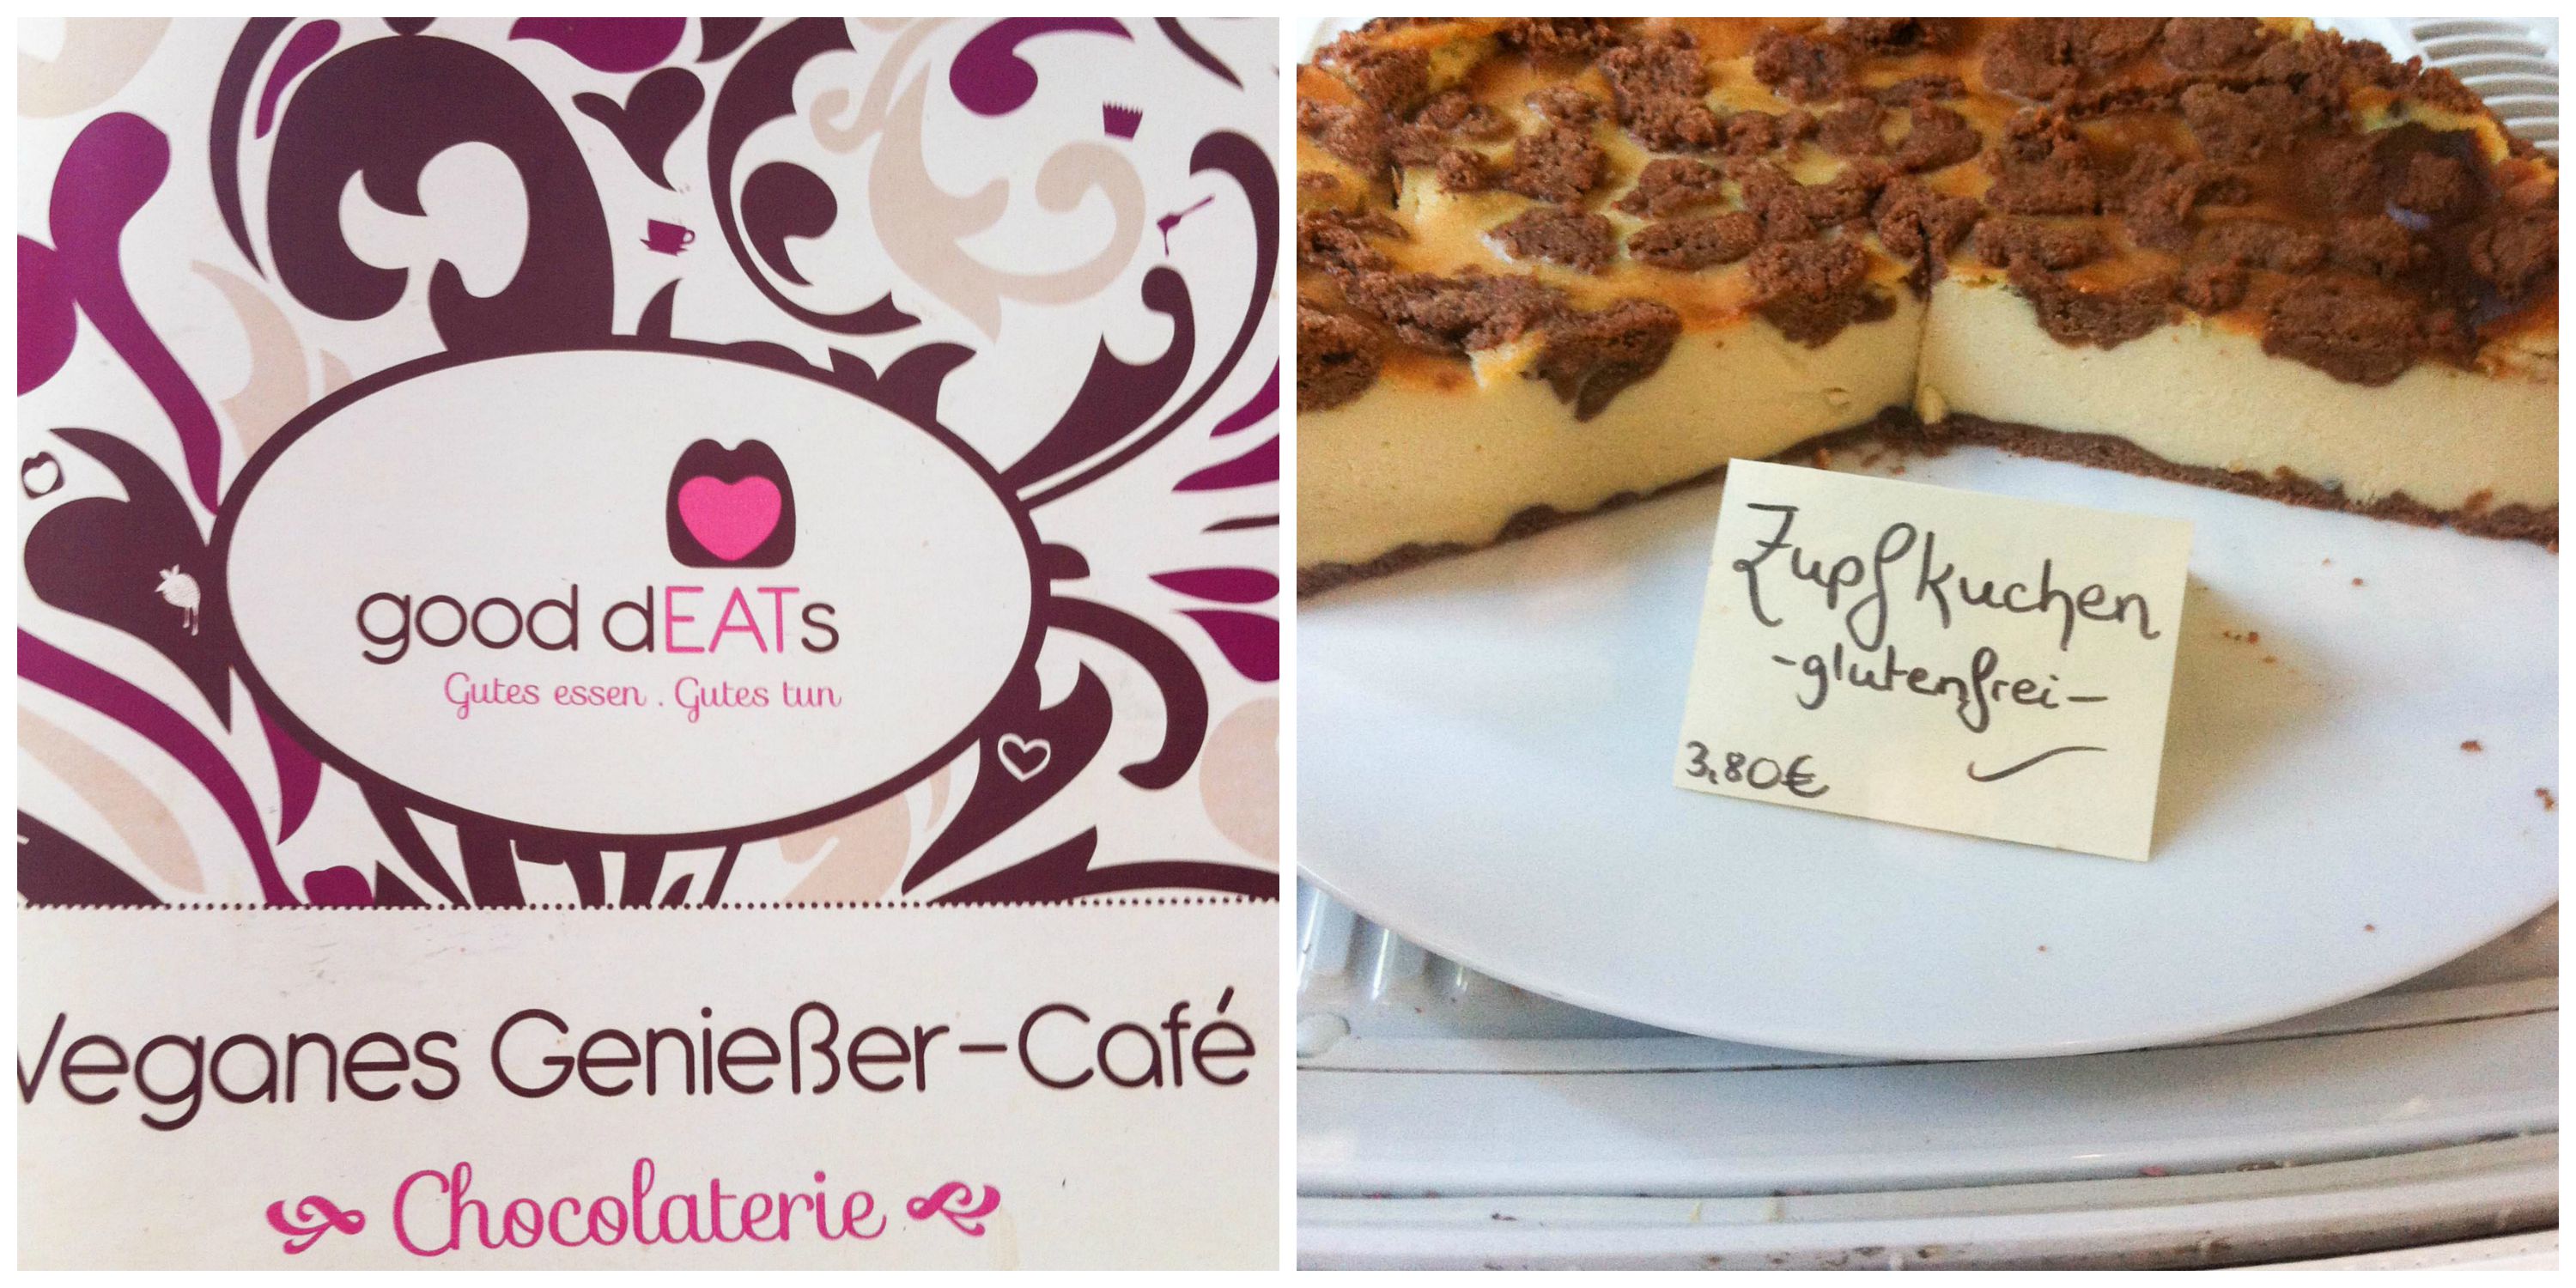 good dEATs
Gutes essen . Gutes tun
Veganes Genießer-Café
Chocolaterie
Zupfkuchen
-glutenfrei-
3,80€